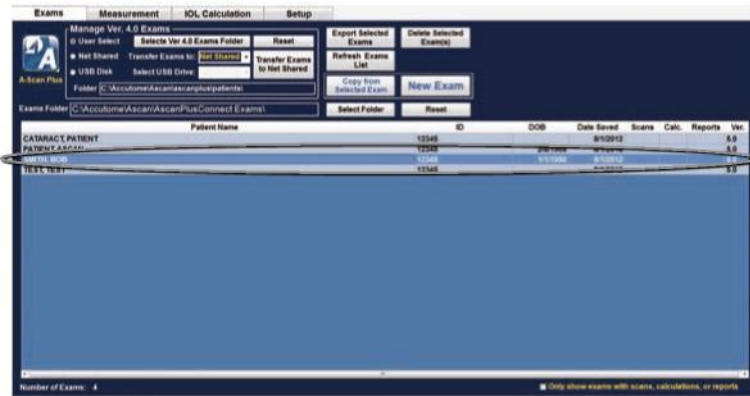 Exams Measurement IOL Calculation Setup
Manage Ver. 4.0 Exams
User Select Selecte Ver 4.0 Exams Folder Reset
Net Shared Transfer Exams to: Net Shared Transfer Exams to Net Shared
USB Disk Select USB Drive:
Folder C:\Accutome\Ascan\ascanplus\patients\
A-Scan Plus
Export Selected Exams Delete Selected Exam(s)
Refresh Exams List
Copy from Selected Exam New Exam
Exams Folder C:\Accutome\Ascan\AscanPlusConnect Exams\ Select Folder Reset
Patient Name ID DOB Date Saved Scans Calc. Reports Ver.
CATARACT, PATIENT 12345 8/1/2012 5.0
PATIENT, ASCAN 12345 5.0
SMITH, BOB 12345 1/1/1950 8/1/2012 5.0
TEST, TEST 12345 5.0
Number of Exams: 4 Only show exams with scans, calculations, or reports